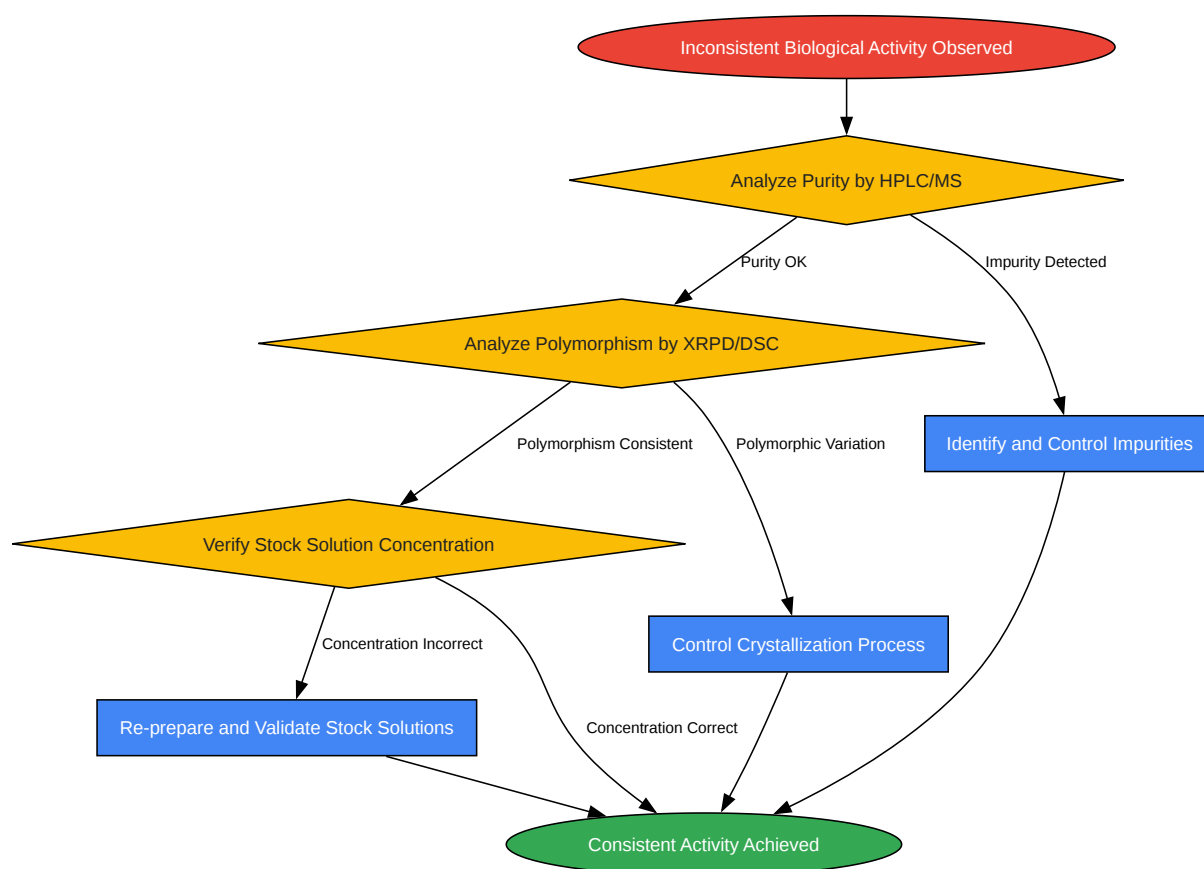 Inconsistent Biological Activity Observed
Analyze Purity by HPLC/MS
Purity OK
Impurity Detected
Analyze Polymorphism by XRPD/DSC
Polymorphism Consistent
Polymorphic Variation
Identify and Control Impurities
Verify Stock Solution Concentration
Concentration Incorrect
Control Crystallization Process
Re-prepare and Validate Stock Solutions
Concentration Correct
Consistent Activity Achieved